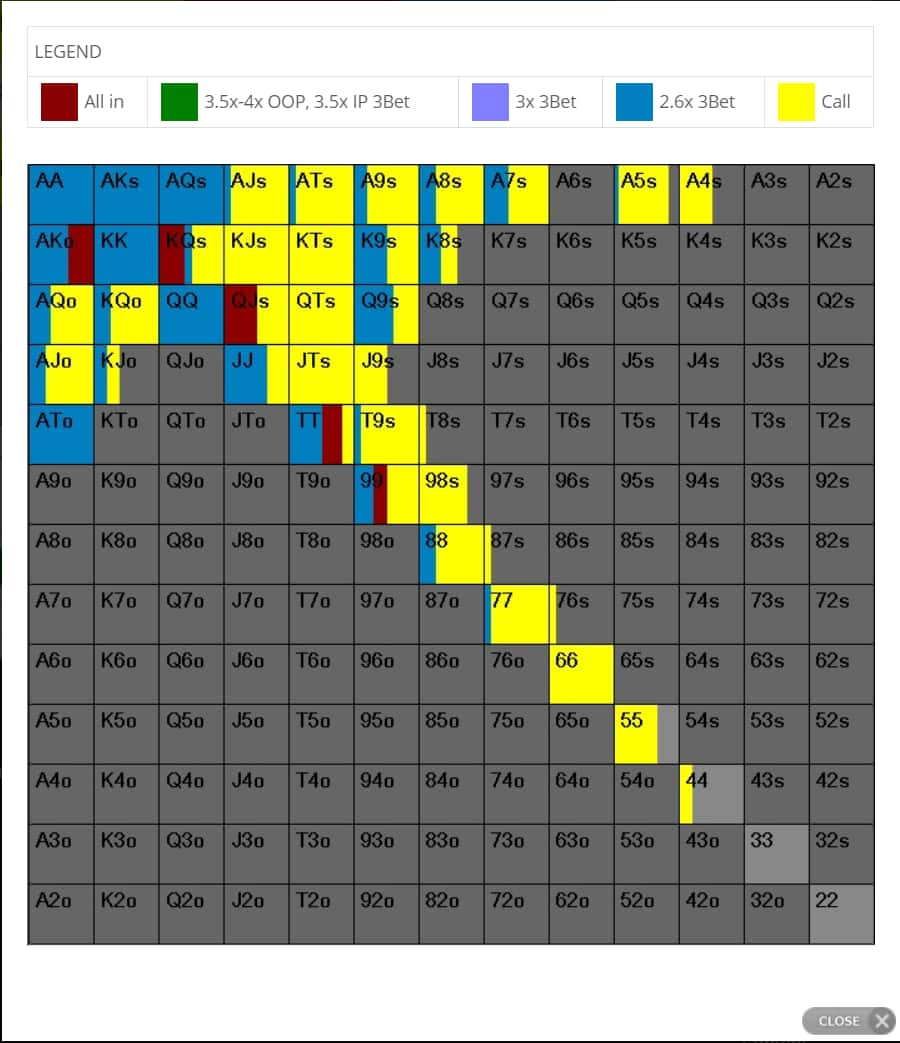 LEGEND
All in 3.5x-4x OOP, 3.5x IP 3Bet 3x 3Bet 2.6x 3Bet Call
AA AKs AQs AJs ATs A9s A8s A7s A6s A5s A4s A3s A2s
AKo KK KQs KJs KTs K9s K8s K7s K6s K5s K4s K3s K2s
AQo KQo QQ QJs QTs Q9s Q8s Q7s Q6s Q5s Q4s Q3s Q2s
AJo KJo QJo JJ JTs J9s J8s J7s J6s J5s J4s J3s J2s
ATo KTo QTo JTo TT T9s T8s T7s T6s T5s T4s T3s T2s
A9o K9o Q9o J9o T9o 99 98s 97s 96s 95s 94s 93s 92s
A8o K8o Q8o J8o T8o 98o 88 87s 86s 85s 84s 83s 82s
A7o K7o Q7o J7o T7o 97o 87o 77 76s 75s 74s 73s 72s
A6o K6o Q6o J6o T6o 96o 86o 76o 66 65s 64s 63s 62s
A5o K5o Q5o J5o T5o 95o 85o 75o 65o 55 54s 53s 52s
A4o K4o Q4o J4o T4o 94o 84o 74o 64o 54o 44 43s 42s
A3o K3o Q3o J3o T3o 93o 83o 73o 63o 53o 43o 33 32s
A2o K2o Q2o J2o T2o 92o 82o 72o 62o 52o 42o 32o 22
CLOSE